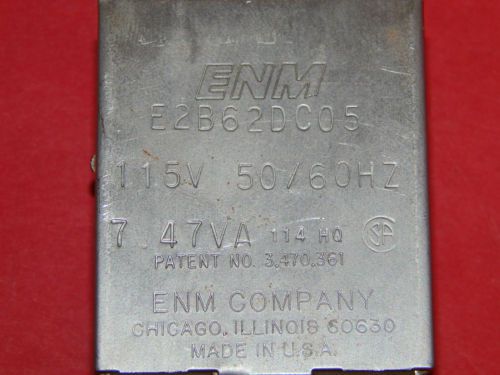 ENM
E2B62DC05
115V 50/60HZ
7.47VA 114 HQ SA
PATENT NO. 3,470,361
ENM COMPANY
CHICAGO, ILLINOIS 60630
MADE IN U.S.A.